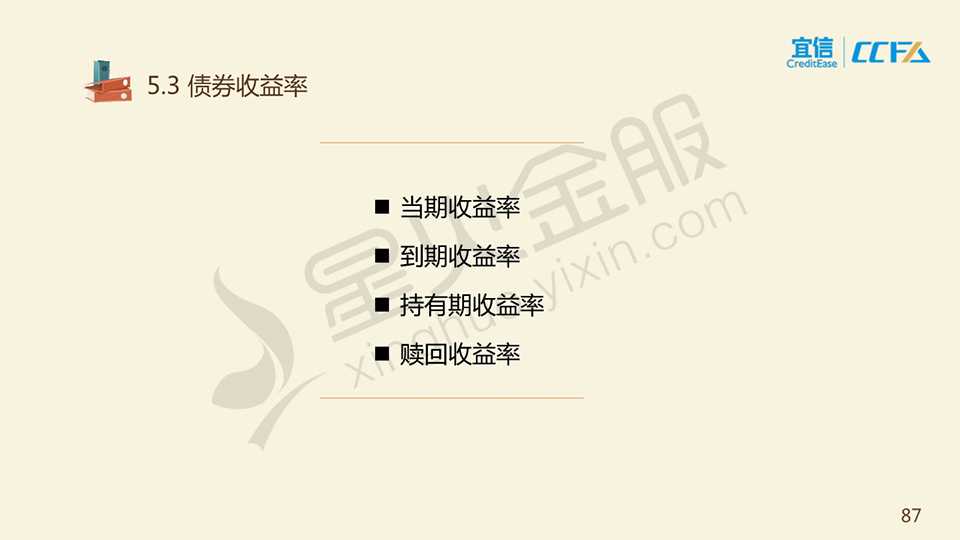 宜信
CreditEase
CCFA
5.3 债券收益率
星火金服
xinghuo.yixin.com
■ 当期收益率
■ 到期收益率
■ 持有期收益率
■ 赎回收益率
87